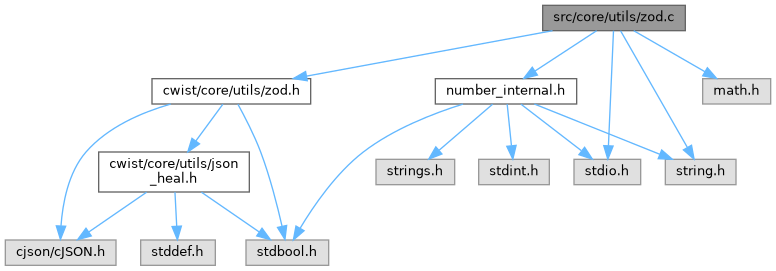 src/core/utils/zod.c
cwist/core/utils/zod.h
number_internal.h
math.h
cwist/core/utils/json
_heal.h
strings.h
stdint.h
stdio.h
string.h
cjson/cJSON.h
stddef.h
stdbool.h